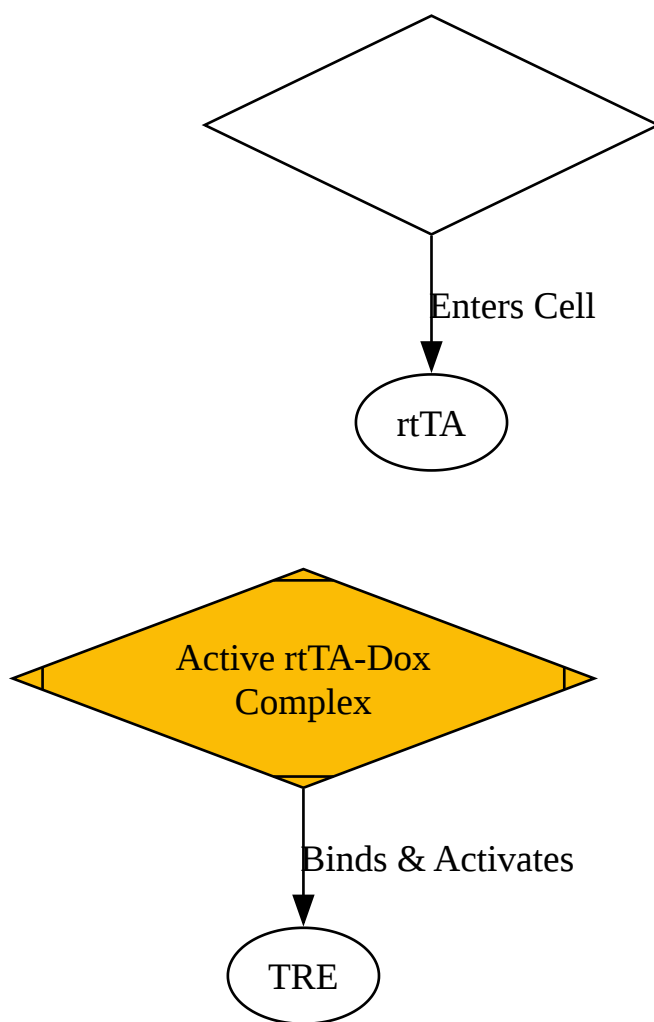 Enters Cell
rtTA
Active rtTA-Dox
Complex
Binds & Activates
TRE